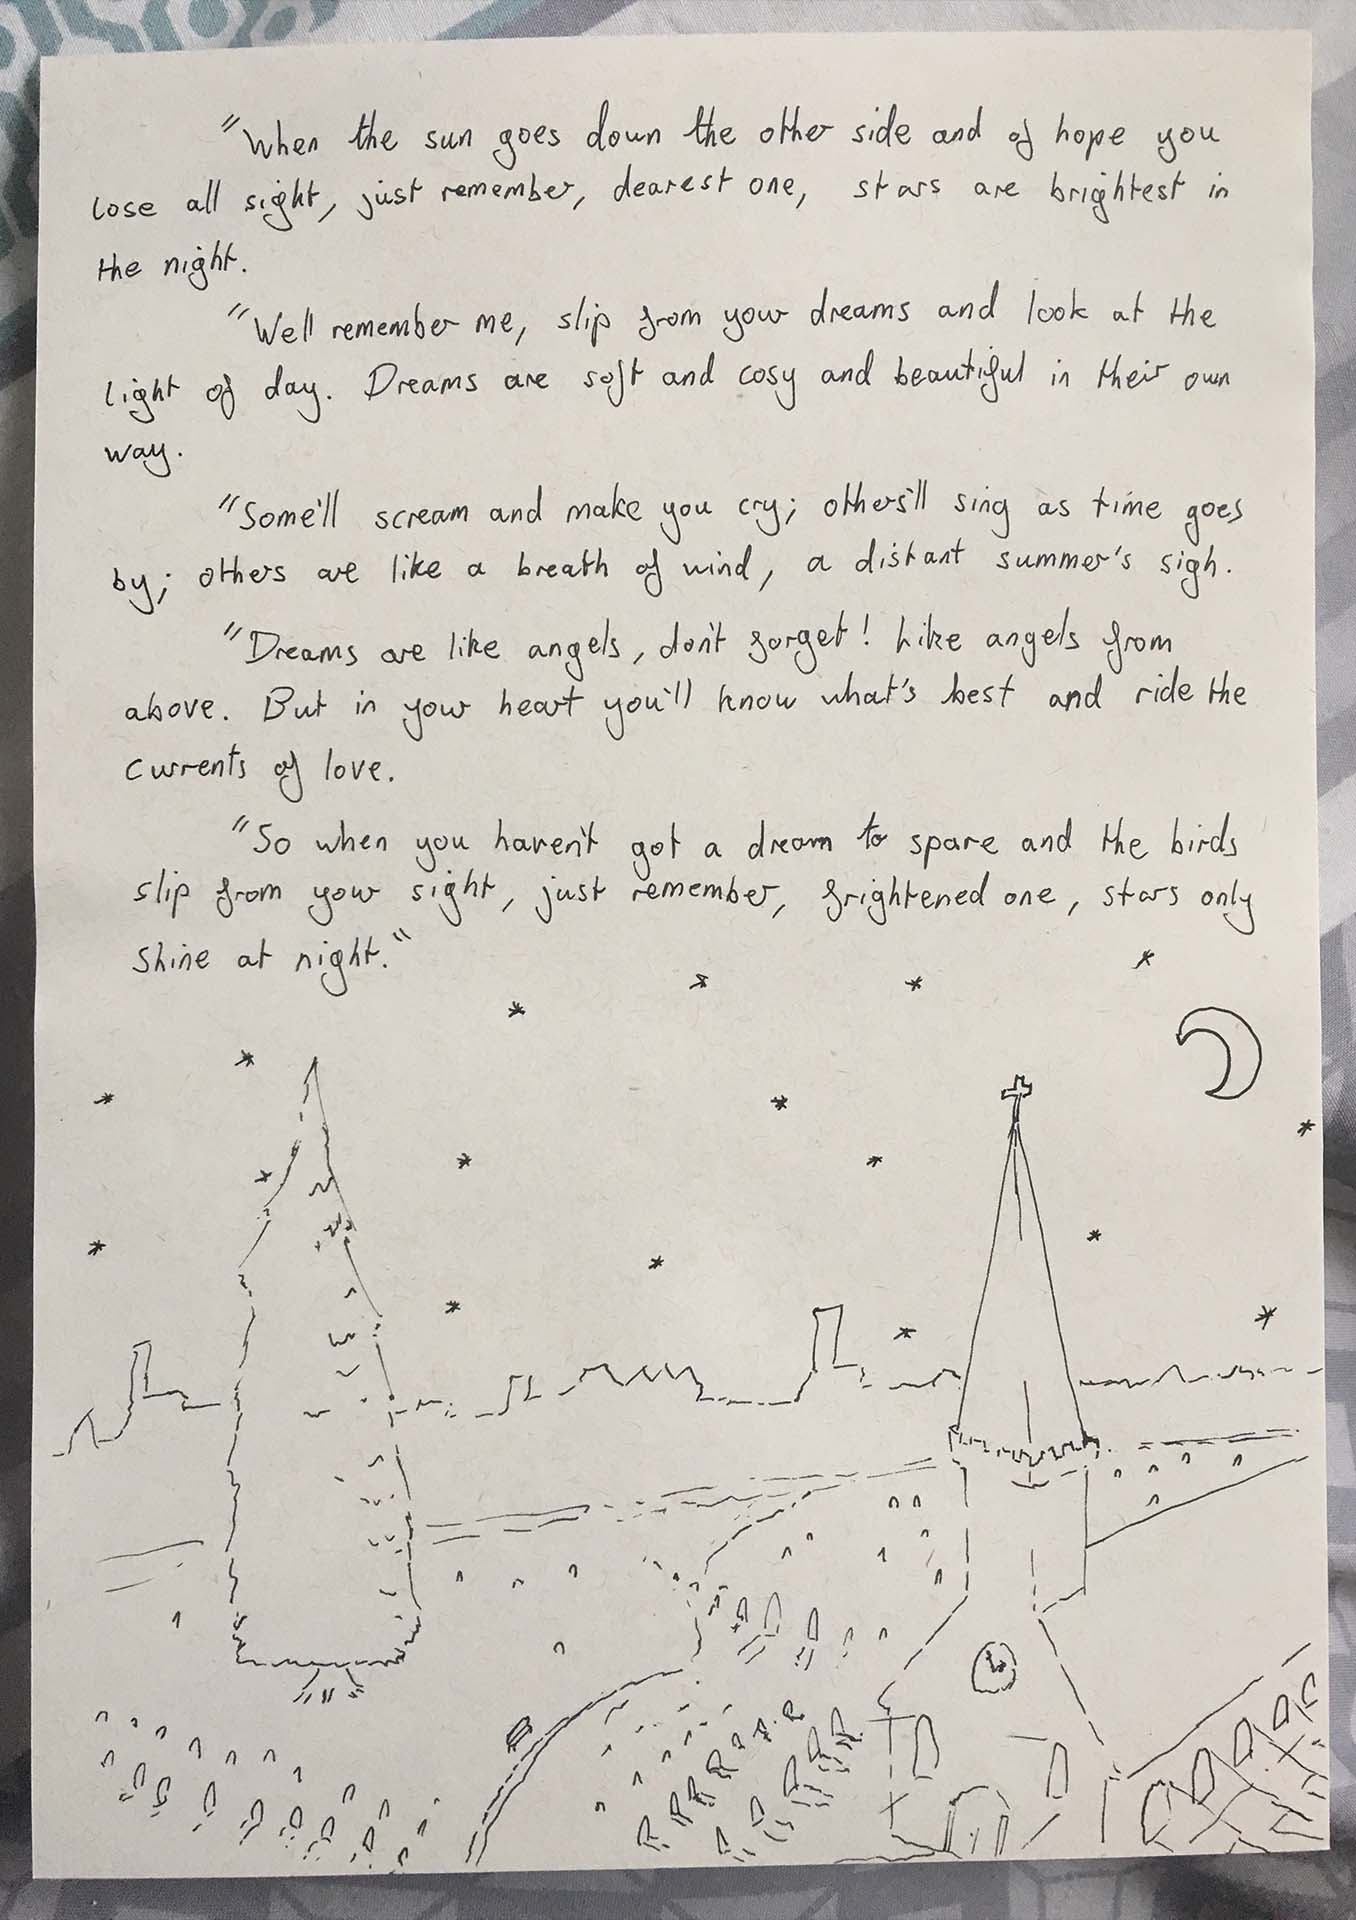 "When the sun goes down the other side and of hope you
lose all sight, just remember, dearest one, stars are brightest in
the night.
"Well remember me, slip from your dreams and look at the
light of day. Dreams are soft and cosy and beautiful in their own
way.
"Some'll scream and make you cry; others'll sing as time goes
by; others are like a breath of wind, a distant summer's sigh.
"Dreams are like angels, don't forget! Like angels from
above. But in your heart you'll know what's best and ride the
currents of love.
"So when you haven't got a dream to spare and the birds
slip from your sight, just remember, frightened one, stars only
shine at night."